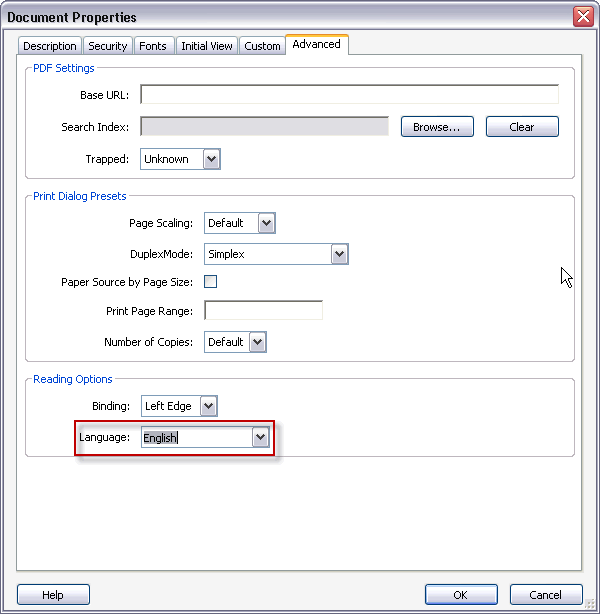 Document Properties
Description Security Fonts Initial View Custom Advanced
PDF Settings
Base URL:
Search Index: Browse... Clear
Trapped: Unknown
Print Dialog Presets
Page Scaling: Default
DuplexMode: Simplex
Paper Source by Page Size:
Print Page Range:
Number of Copies: Default
Reading Options
Binding: Left Edge
Language: English
Help OK Cancel